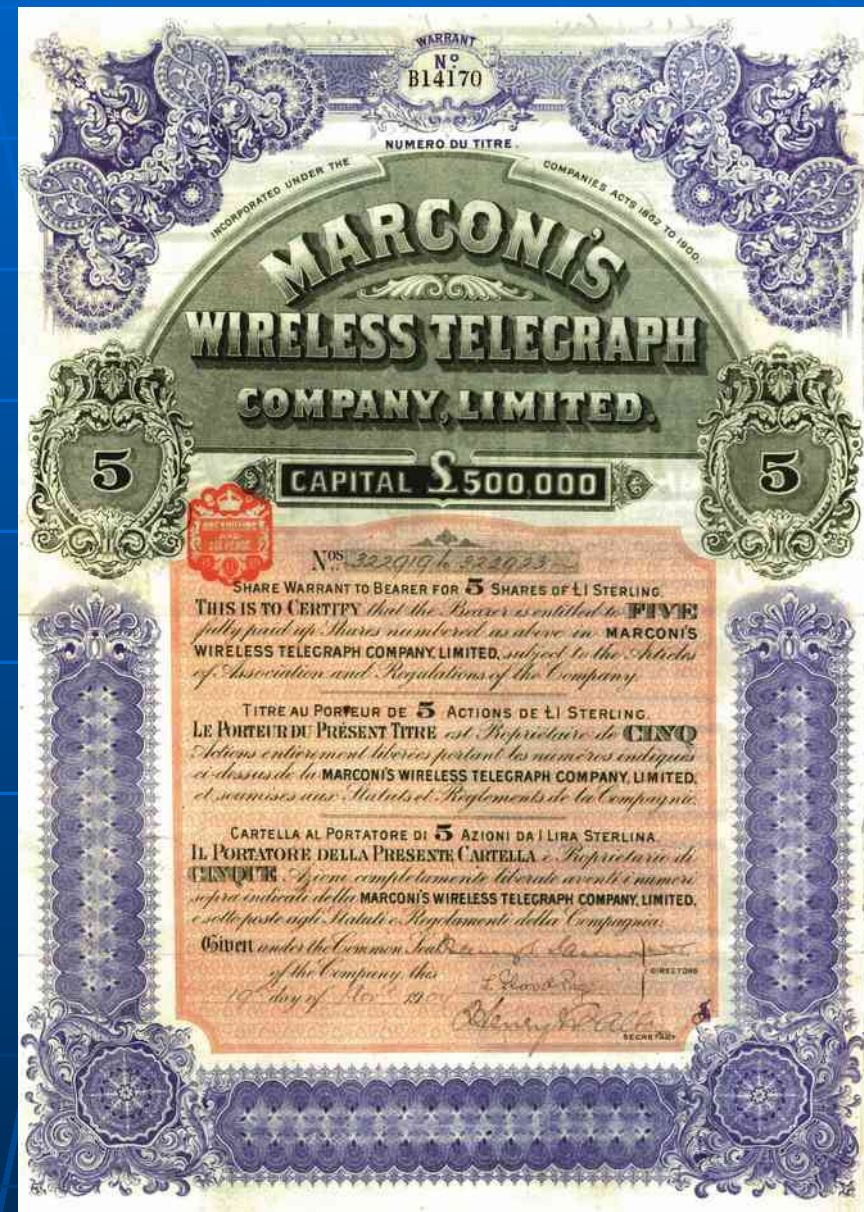 WARRANT
Nº
B14170
NUMERO DU TITRE.
INCORPORATED UNDER THE COMPANIES ACTS 1862 TO 1900.
MARCONI'S
WIRELESS TELEGRAPH
COMPANY, LIMITED.
5 5
CAPITAL £500,000
Nos 322919 to 322923
SHARE WARRANT TO BEARER FOR 5 SHARES OF £1 STERLING.
THIS IS TO CERTIFY that the Bearer is entitled to FIVE
fully paid up Shares numbered as above in MARCONI'S
WIRELESS TELEGRAPH COMPANY, LIMITED, subject to the Articles
of Association and Regulations of the Company.
TITRE AU PORTEUR DE 5 ACTIONS DE £1 STERLING.
LE PORTEUR DU PRÉSENT TITRE est Propriétaire de CINQ
Actions entièrement liberées portant les numéros indiqués
ci-dessus de la MARCONI'S WIRELESS TELEGRAPH COMPANY, LIMITED,
et soumises aux Statuts et Règlements de la Compagnie.
CARTELLA AL PORTATORE DI 5 AZIONI DA 1 LIRA STERLINA.
IL PORTATORE DELLA PRESENTE CARTELLA è Proprietario di
CINQUE Azioni completamente liberate aventi i numeri
sopra indicati della MARCONI'S WIRELESS TELEGRAPH COMPANY, LIMITED,
e sottoposte agli Statuti e Regolamenti della Compagnia.
Given under the Common Seal
of the Company, this
19th day of Nov
DIRECTORS
Henry W. Allen
SECRETARY